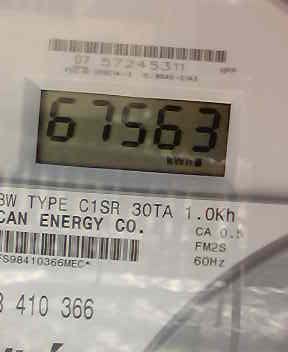 07 57245311
67563
kWh
3W TYPE C1SR 30TA 1.0Kh
CAN ENERGY CO.
CA 0.5
FM2S
FS98410366MEC*
60Hz
3 410 366